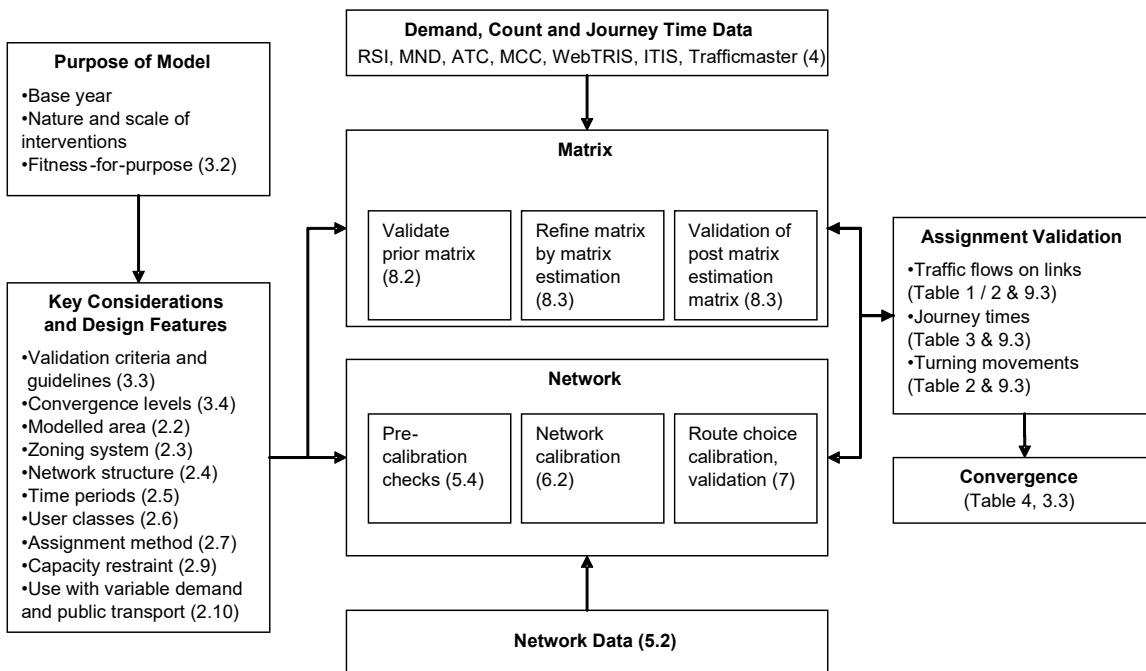 Purpose of Model
•Base year
•Nature and scale of
interventions
•Fitness-for-purpose (3.2)
Key Considerations
and Design Features
•Validation criteria and
guidelines (3.3)
•Convergence levels (3.4)
•Modelled area (2.2)
•Zoning system (2.3)
•Network structure (2.4)
•Time periods (2.5)
•User classes (2.6)
•Assignment method (2.7)
•Capacity restraint (2.9)
•Use with variable demand
and public transport (2.10)
Demand, Count and Journey Time Data
RSI, MND, ATC, MCC, WebTRIS, ITIS, Trafficmaster (4)
Matrix
Validate
prior matrix
(8.2)
Refine matrix
by matrix
estimation
(8.3)
Validation of
post matrix
estimation
matrix (8.3)
Network
Pre-
calibration
checks (5.4)
Network
calibration
(6.2)
Route choice
calibration,
validation (7)
Network Data (5.2)
Assignment Validation
•Traffic flows on links
(Table 1 / 2 & 9.3)
•Journey times
(Table 3 & 9.3)
•Turning movements
(Table 2 & 9.3)
Convergence
(Table 4, 3.3)